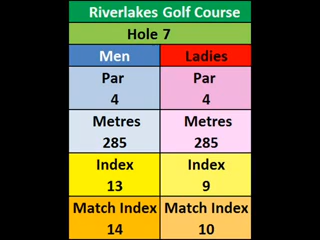 Riverlakes Golf Course
Hole 7
Men Ladies
Par Par
4 4
Metres Metres
285 285
Index Index
13 9
Match Index Match Index
14 10